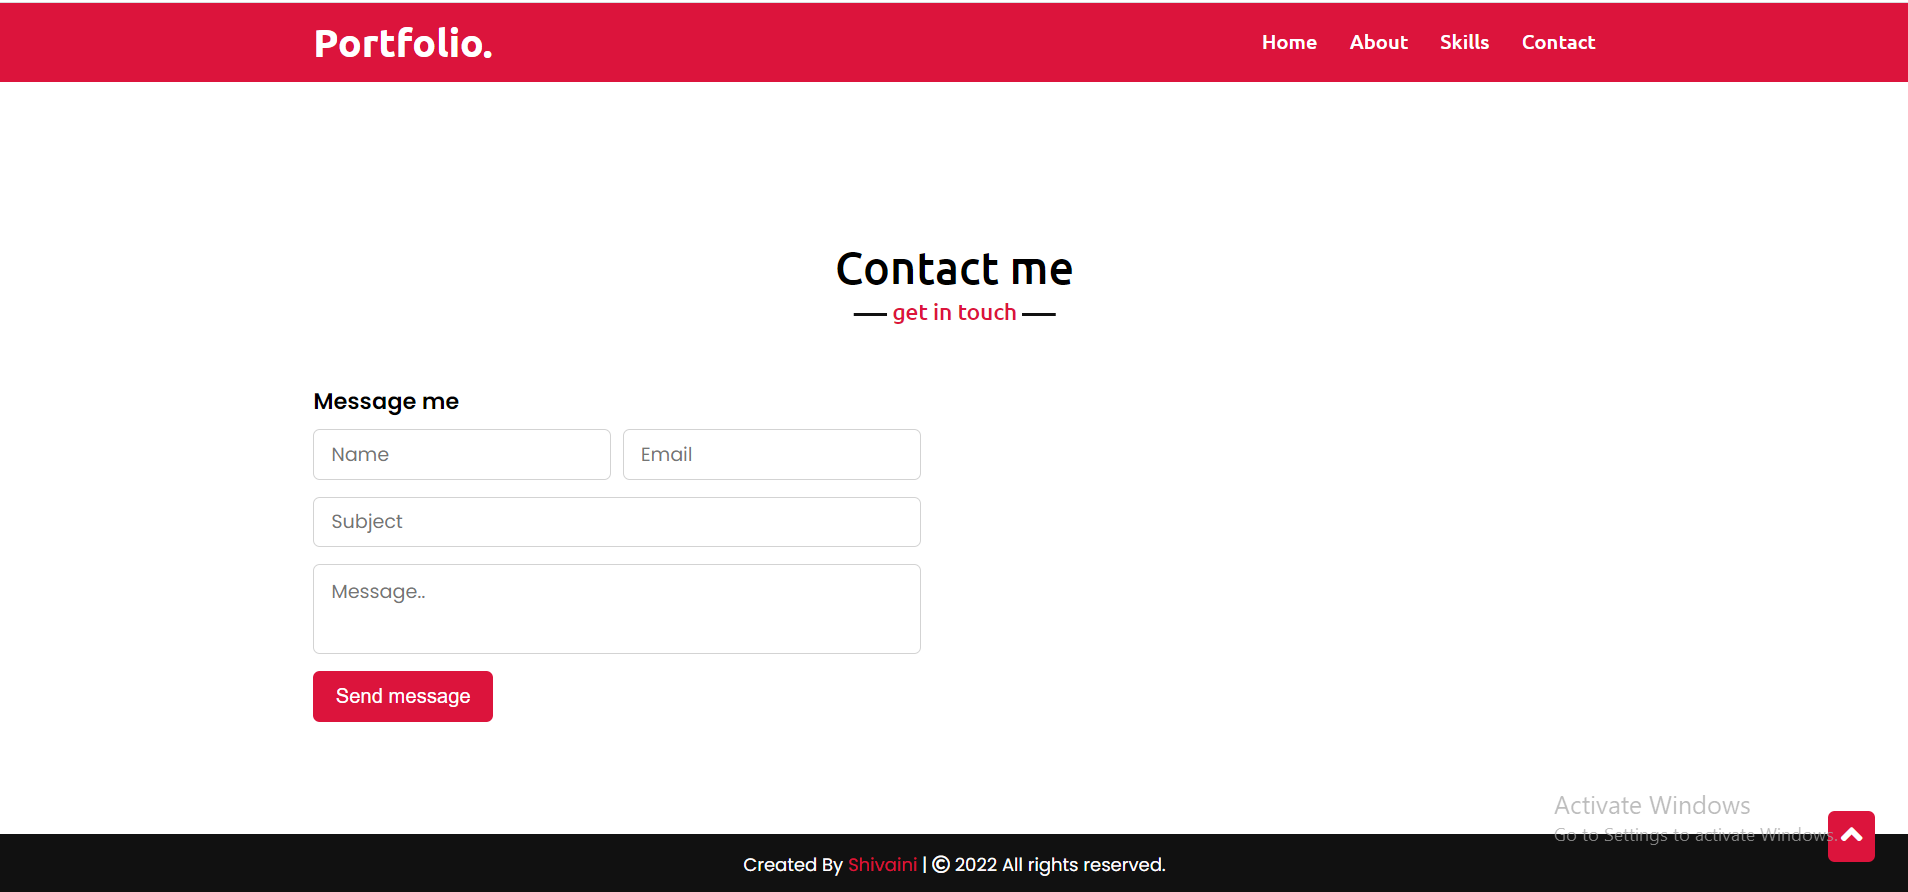 Portfolio.
Home About Skills Contact
Contact me
get in touch
Message me
Name Email
Subject
Message..
Send message
Activate Windows
Go to Settings to activate Windows.
Created By Shivaini | © 2022 All rights reserved.